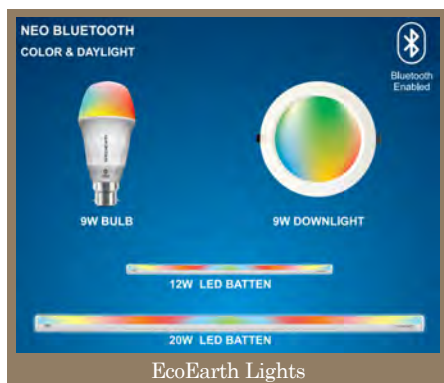 NEO BLUETOOTH
COLOR & DAYLIGHT
Bluetooth
Enabled
9W BULB
9W DOWNLIGHT
12W LED BATTEN
20W LED BATTEN
EcoEarth Lights